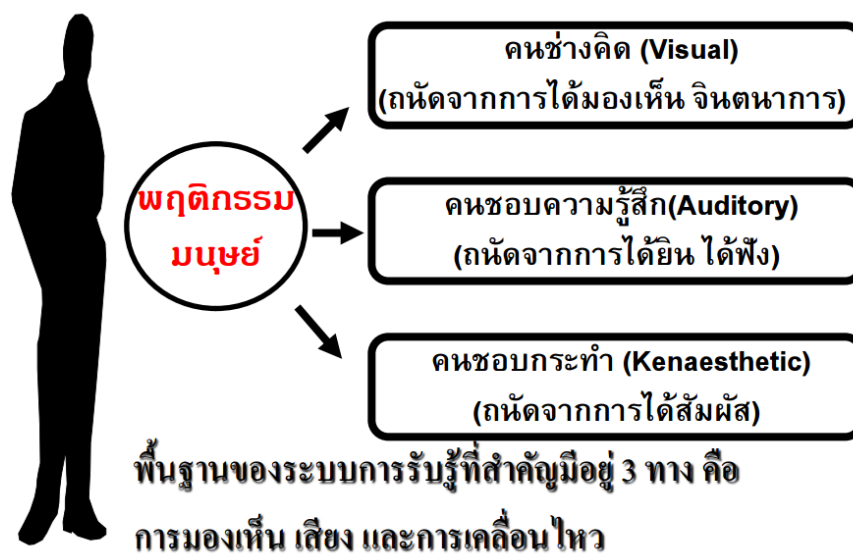 คนช่างคิด (Visual)
(ถนัดจากการได้มองเห็น จินตนาการ)
พฤติกรรม
มนุษย์
คนชอบความรู้สึก(Auditory)
(ถนัดจากการได้ยิน ได้ฟัง)
คนชอบกระทำ (Kenaesthetic)
(ถนัดจากการได้สัมผัส)
พื้นฐานของระบบการรับรู้ที่สำคัญมีอยู่ 3 ทาง คือ
การมองเห็น เสียง และการเคลื่อนไหว